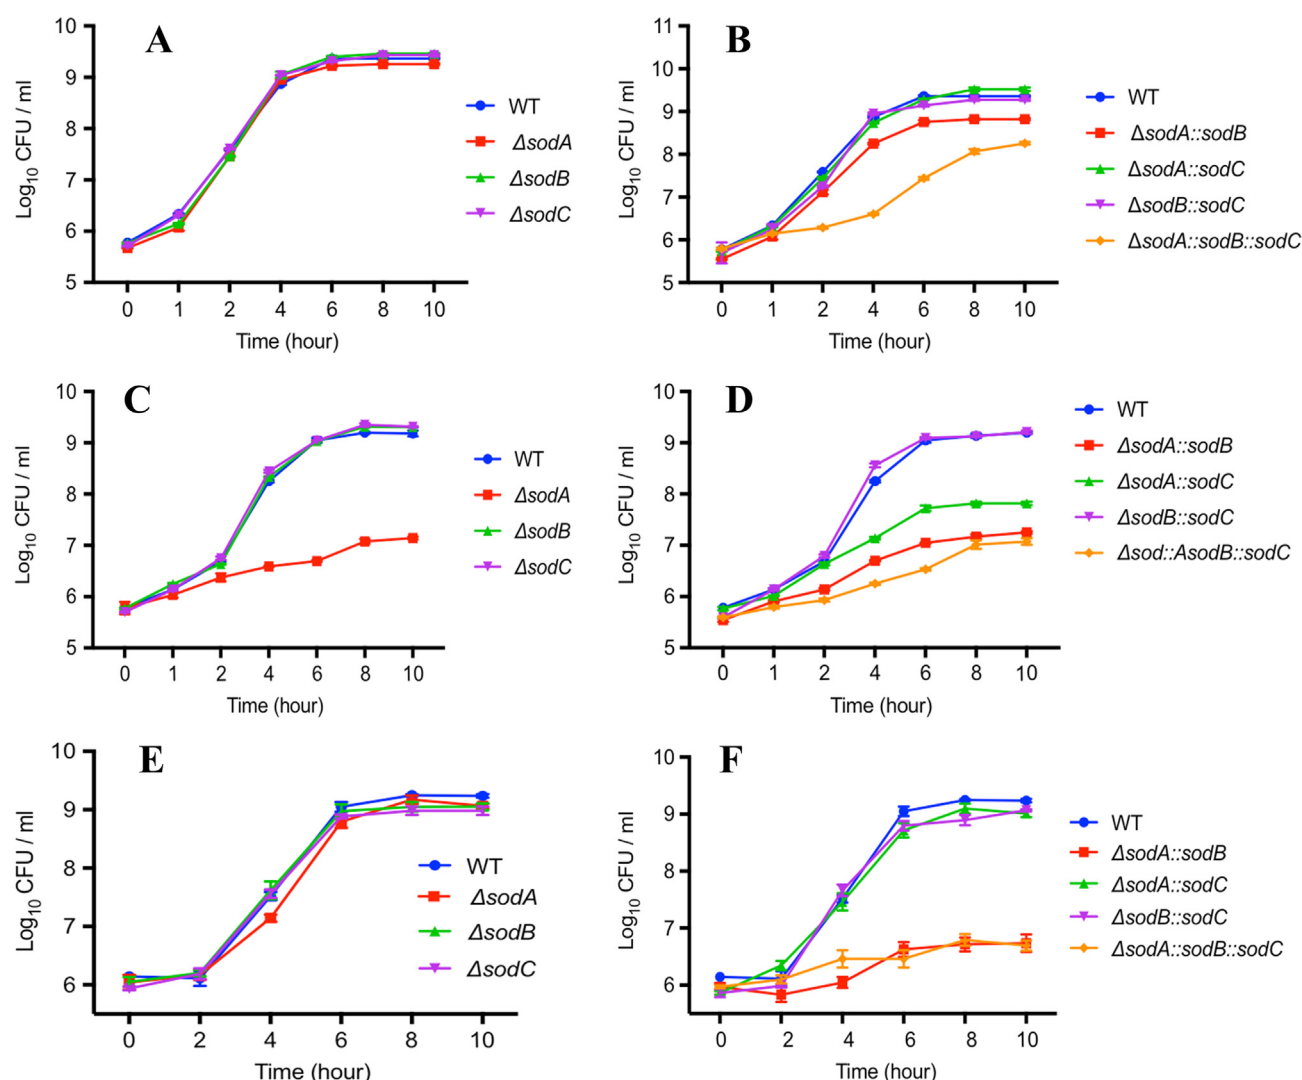 A
10
9
8
7
6
5
Log10 CFU / ml
0 1 2 4 6 8 10
Time (hour)
WT
ΔsodA
ΔsodB
ΔsodC
B
11
10
9
8
7
6
5
Log10 CFU / ml
0 1 2 4 6 8 10
Time (hour)
WT
ΔsodA::sodB
ΔsodA::sodC
ΔsodB::sodC
ΔsodA::sodB::sodC
C
10
9
8
7
6
5
Log10 CFU / ml
0 1 2 4 6 8 10
Time (hour)
WT
ΔsodA
ΔsodB
ΔsodC
D
10
9
8
7
6
5
Log10 CFU / ml
0 1 2 4 6 8 10
Time (hour)
WT
ΔsodA::sodB
ΔsodA::sodC
ΔsodB::sodC
Δsod::AsodB::sodC
E
10
9
8
7
6
Log10 CFU / ml
0 2 4 6 8 10
Time (hour)
WT
ΔsodA
ΔsodB
ΔsodC
F
10
9
8
7
6
Log10 CFU / ml
0 2 4 6 8 10
Time (hour)
WT
ΔsodA::sodB
ΔsodA::sodC
ΔsodB::sodC
ΔsodA::sodB::sodC